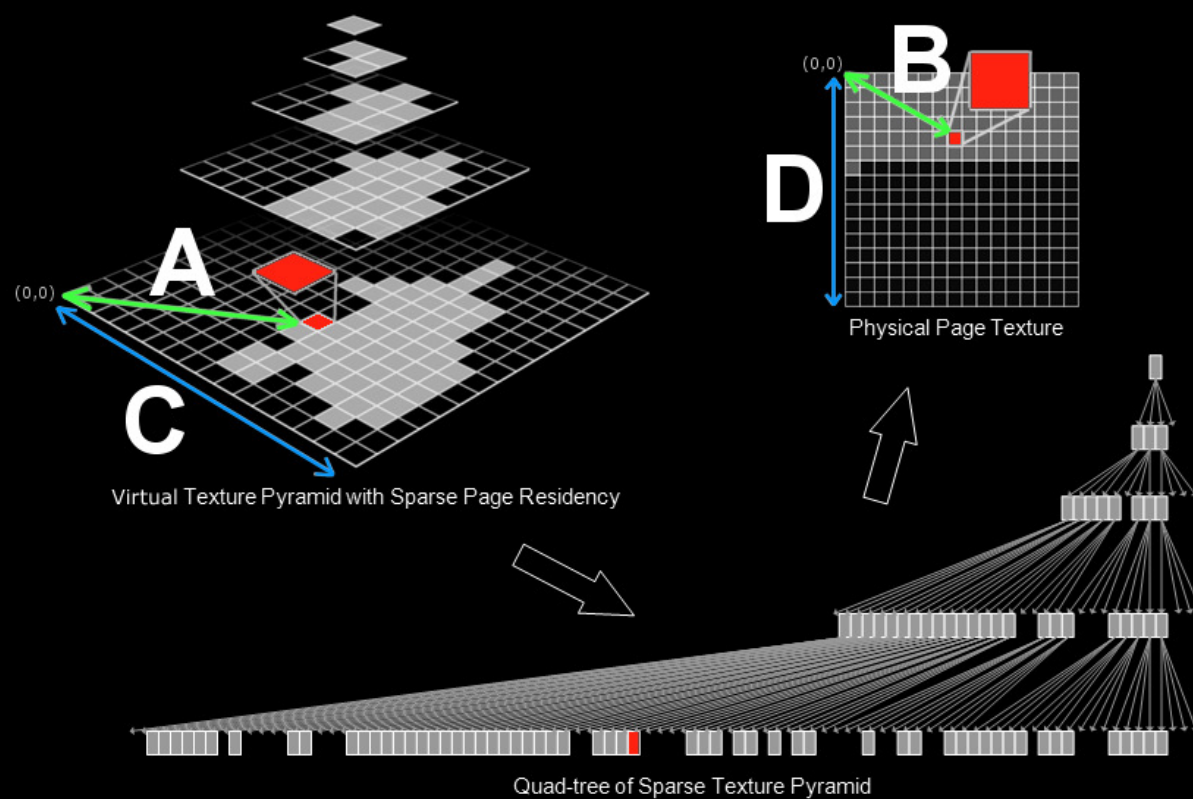 (0,0)
A
C
Virtual Texture Pyramid with Sparse Page Residency
(0,0)
B
D
Physical Page Texture
Quad-tree of Sparse Texture Pyramid